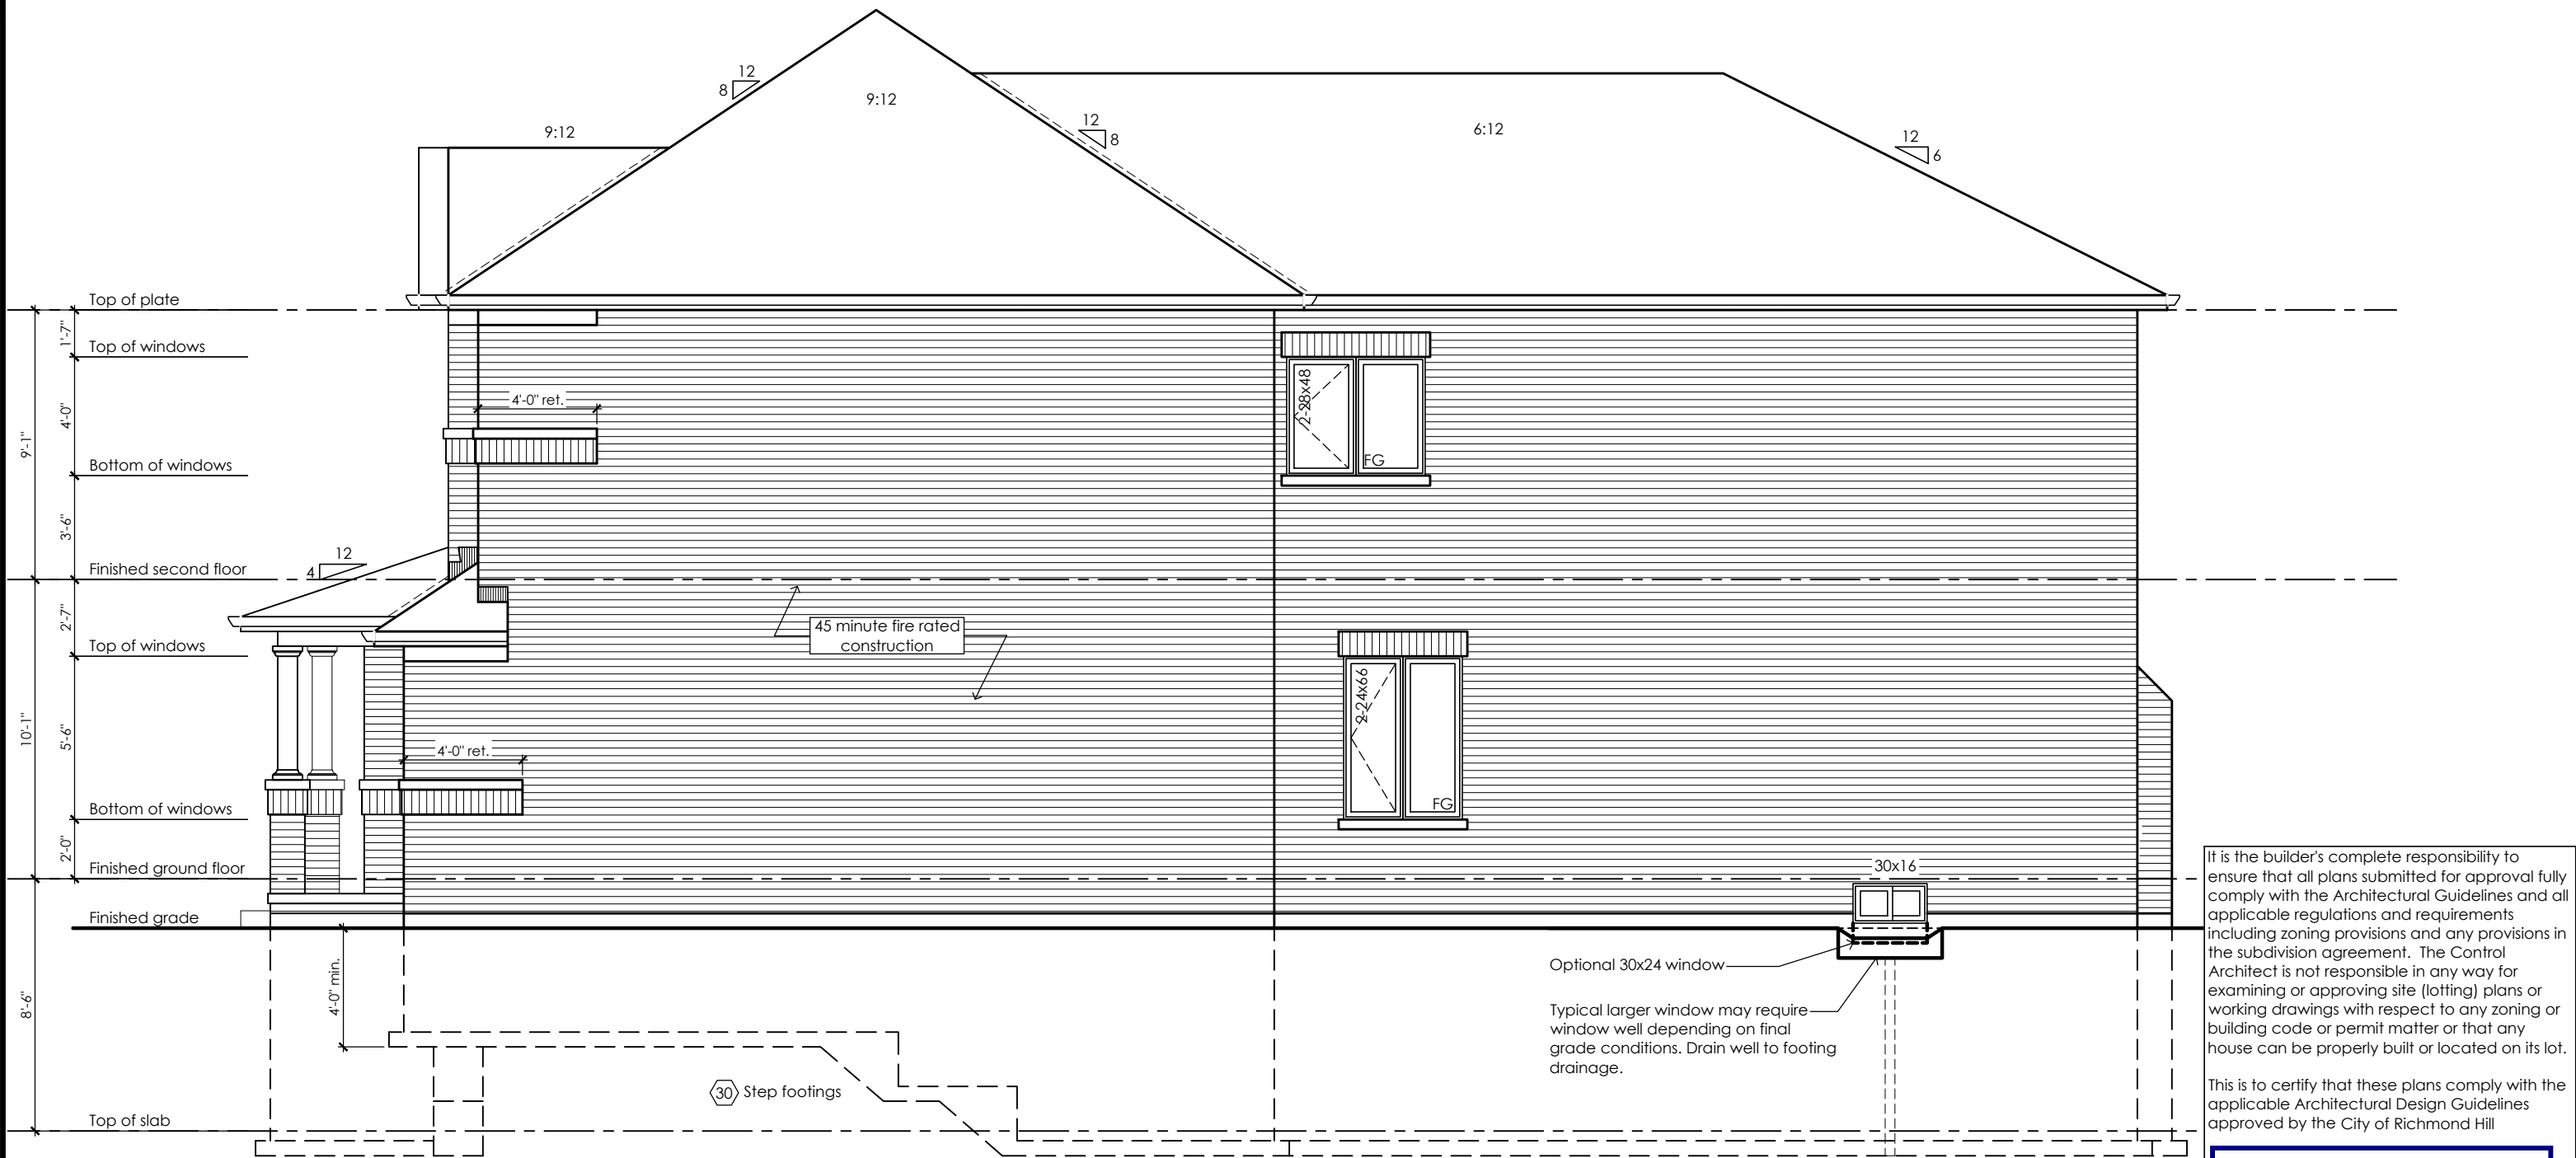 12
8
9:12
9:12
12
8
6:12
12
6
Top of plate
1'-7"
Top of windows
4'-0"
9'-1"
4'-0" ret.
2-28x48
FG
Bottom of windows
3'-6"
Finished second floor
12
4
2'-7"
Top of windows
45 minute fire rated
construction
10'-1"
5'-6"
2-24x66
FG
4'-0" ret.
Bottom of windows
2'-0"
Finished ground floor
30x16
Finished grade
8'-6"
4'-0" min.
Optional 30x24 window
Typical larger window may require
window well depending on final
grade conditions. Drain well to footing
drainage.
30 Step footings
Top of slab
It is the builder's complete responsibility to
ensure that all plans submitted for approval fully
comply with the Architectural Guidelines and all
applicable regulations and requirements
including zoning provisions and any provisions in
the subdivision agreement. The Control
Architect is not responsible in any way for
examining or approving site (lotting) plans or
working drawings with respect to any zoning or
building code or permit matter or that any
house can be properly built or located on its lot.
This is to certify that these plans comply with the
applicable Architectural Design Guidelines
approved by the City of Richmond Hill